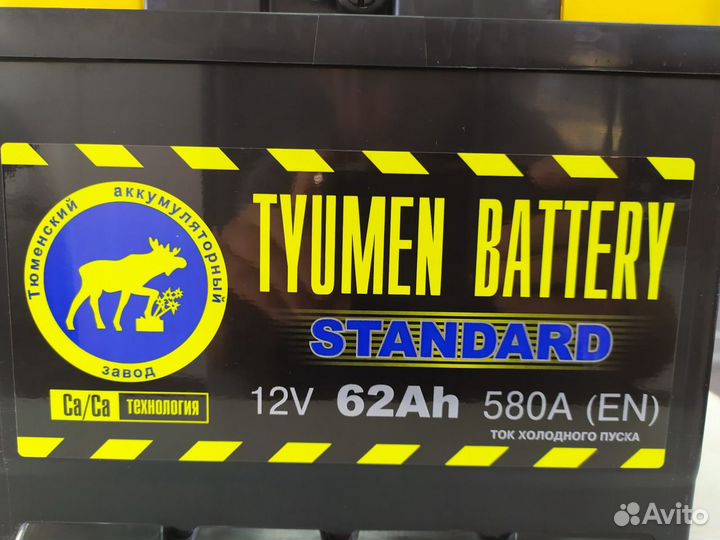 Тюменский аккумуляторный завод
TYUMEN BATTERY
STANDARD
Ca/Ca технология
12V 62Ah 580A (EN)
ТОК ХОЛОДНОГО ПУСКА
Avito